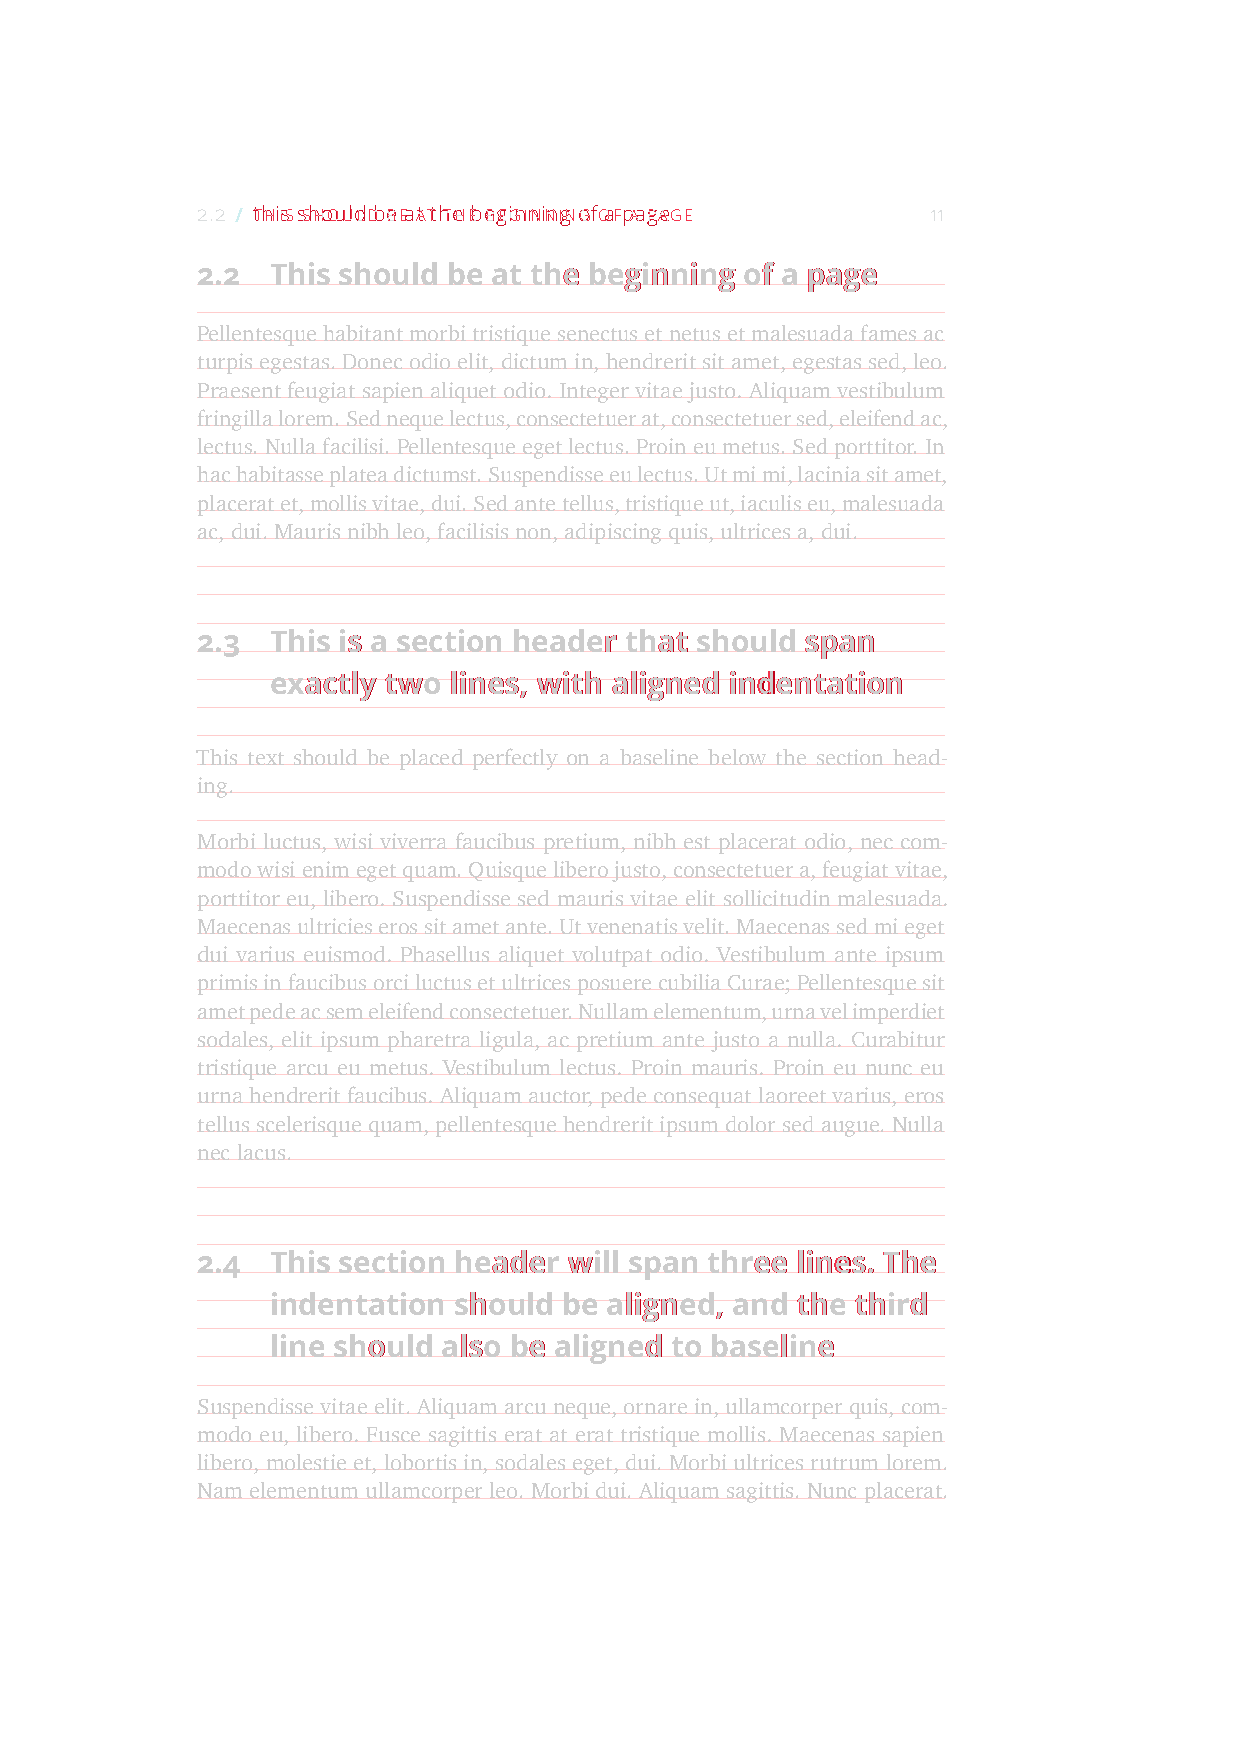 2.2 / this should be at the beginning of a page 11
2.2 This should be at the beginning of a page
Pellentesque habitant morbi tristique senectus et netus et malesuada fames ac
turpis egestas. Donec odio elit, dictum in, hendrerit sit amet, egestas sed, leo.
Praesent feugiat sapien aliquet odio. Integer vitae justo. Aliquam vestibulum
fringilla lorem. Sed neque lectus, consectetuer at, consectetuer sed, eleifend ac,
lectus. Nulla facilisi. Pellentesque eget lectus. Proin eu metus. Sed porttitor. In
hac habitasse platea dictumst. Suspendisse eu lectus. Ut mi mi, lacinia sit amet,
placerat et, mollis vitae, dui. Sed ante tellus, tristique ut, iaculis eu, malesuada
ac, dui. Mauris nibh leo, facilisis non, adipiscing quis, ultrices a, dui.
2.3 This is a section header that should span
exactly two lines, with aligned indentation
This text should be placed perfectly on a baseline below the section head-
ing.
Morbi luctus, wisi viverra faucibus pretium, nibh est placerat odio, nec com-
modo wisi enim eget quam. Quisque libero justo, consectetuer a, feugiat vitae,
porttitor eu, libero. Suspendisse sed mauris vitae elit sollicitudin malesuada.
Maecenas ultricies eros sit amet ante. Ut venenatis velit. Maecenas sed mi eget
dui varius euismod. Phasellus aliquet volutpat odio. Vestibulum ante ipsum
primis in faucibus orci luctus et ultrices posuere cubilia Curae; Pellentesque sit
amet pede ac sem eleifend consectetuer. Nullam elementum, urna vel imperdiet
sodales, elit ipsum pharetra ligula, ac pretium ante justo a nulla. Curabitur
tristique arcu eu metus. Vestibulum lectus. Proin mauris. Proin eu nunc eu
urna hendrerit faucibus. Aliquam auctor, pede consequat laoreet varius, eros
tellus scelerisque quam, pellentesque hendrerit ipsum dolor sed augue. Nulla
nec lacus.
2.4 This section header will span three lines. The
indentation should be aligned, and the third
line should also be aligned to baseline
Suspendisse vitae elit. Aliquam arcu neque, ornare in, ullamcorper quis, com-
modo eu, libero. Fusce sagittis erat at erat tristique mollis. Maecenas sapien
libero, molestie et, lobortis in, sodales eget, dui. Morbi ultrices rutrum lorem.
Nam elementum ullamcorper leo. Morbi dui. Aliquam sagittis. Nunc placerat.